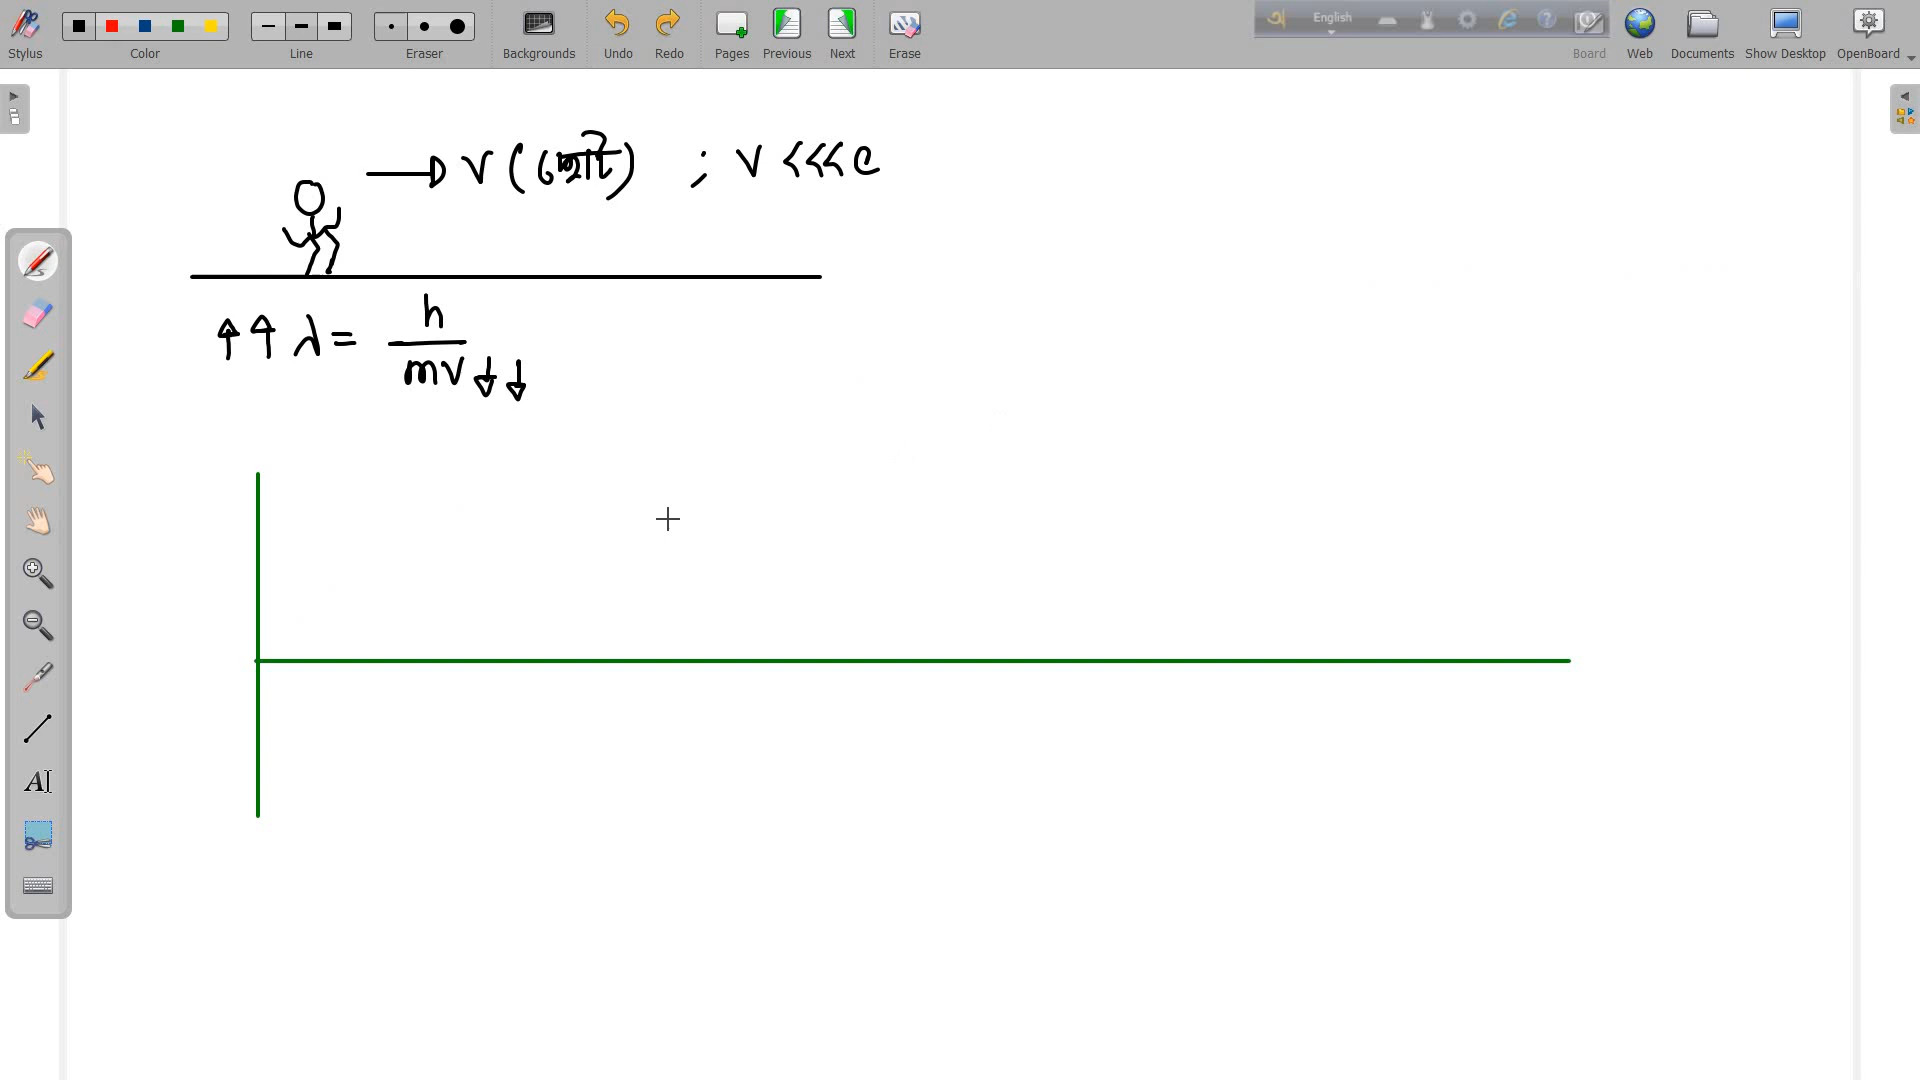 Stylus Color Line Eraser Backgrounds Undo Redo Pages Previous Next Erase Board Web Documents Show Desktop OpenBoard
English
v ( ) ; v <<< c
↑↑ λ = h / mv ↓↓